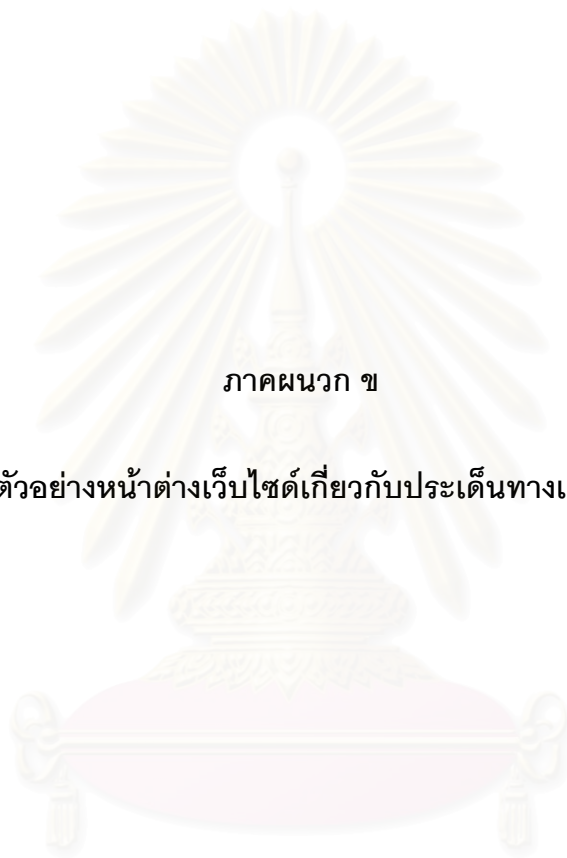 ภาคผนวก ข
ตัวอย่างหน้าต่างเว็บไซด์เกี่ยวกับประเด็นทางเ